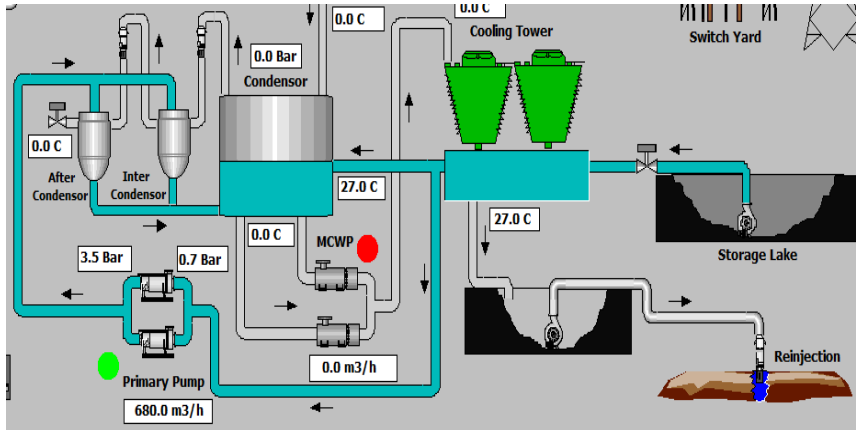 0.0 C
0.0 C
Cooling Tower
Switch Yard
0.0 Bar
Condensor
0.0 C
After
Condensor
Inter
Condensor
27.0 C
0.0 C
MCWP
27.0 C
Storage Lake
3.5 Bar
0.7 Bar
0.0 m3/h
Primary Pump
680.0 m3/h
Reinjection